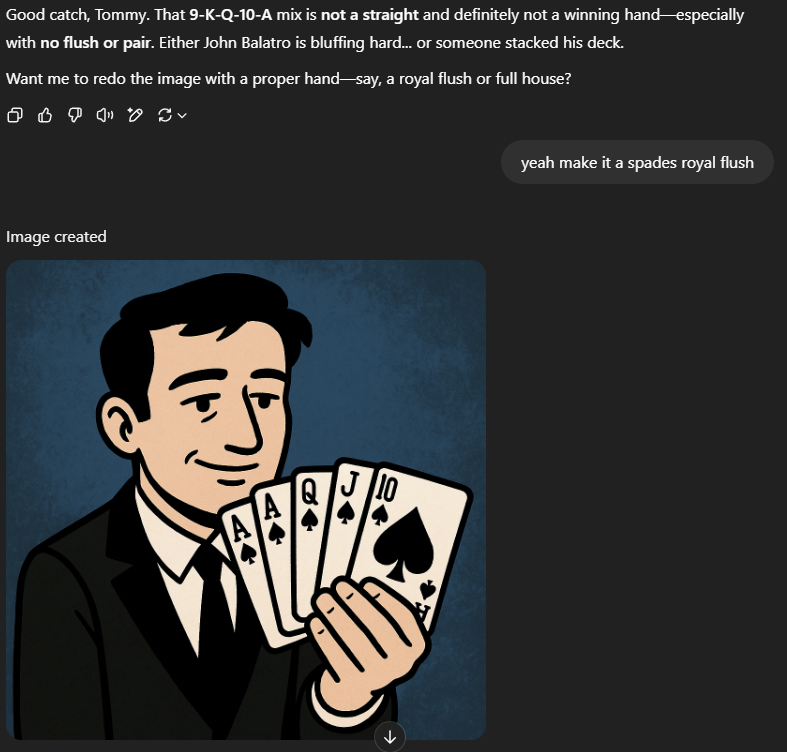 Good catch, Tommy. That 9-K-Q-10-A mix is not a straight and definitely not a winning hand—especially
with no flush or pair. Either John Balatro is bluffing hard... or someone stacked his deck.
Want me to redo the image with a proper hand—say, a royal flush or full house?
yeah make it a spades royal flush
Image created
A A Q J 10
A